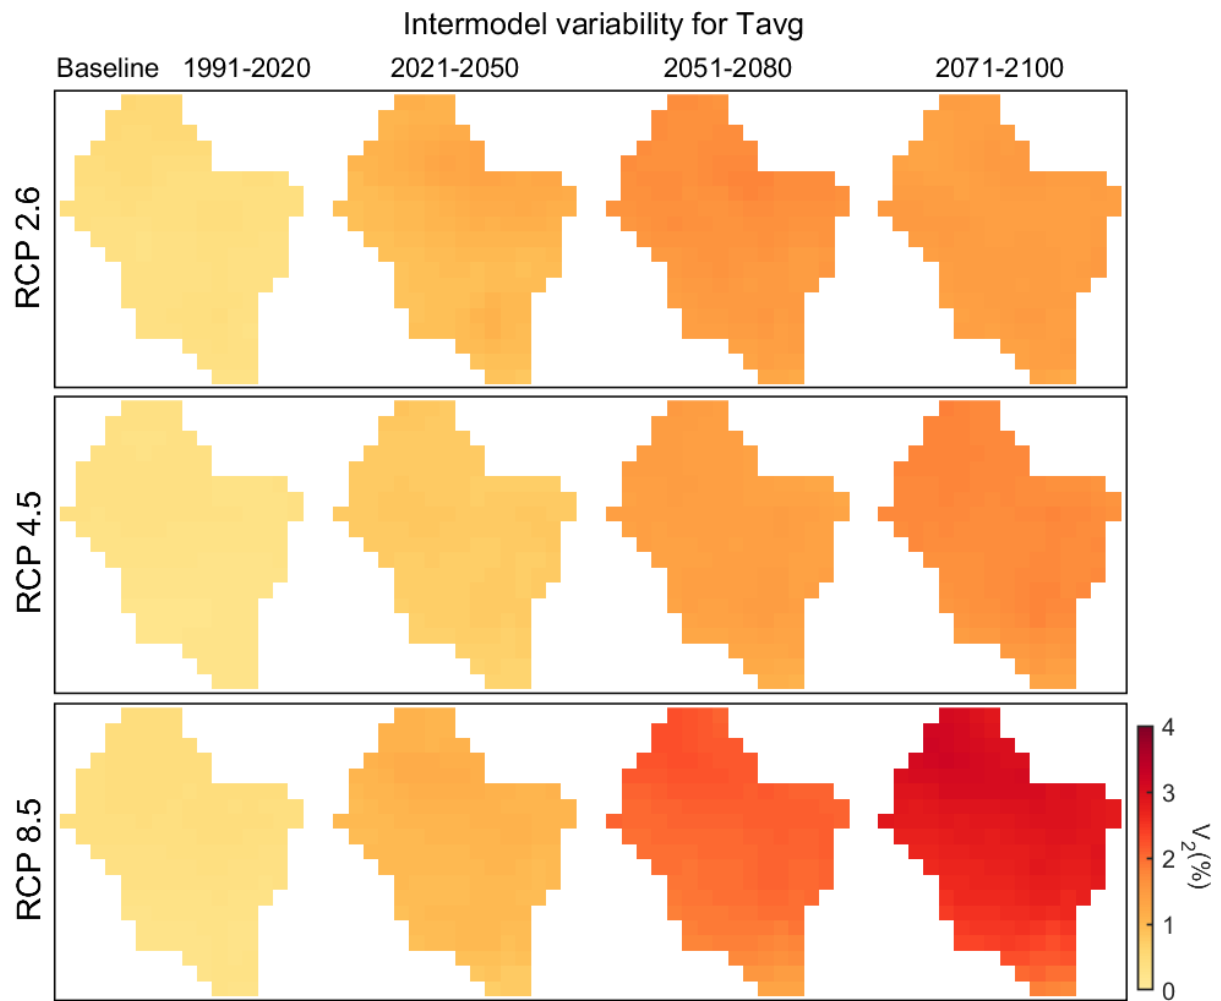 Intermodel variability for Tavg
Baseline 1991-2020 2021-2050 2051-2080 2071-2100
RCP 2.6
RCP 4.5
RCP 8.5
4
3
2
1
0
V₂(%)